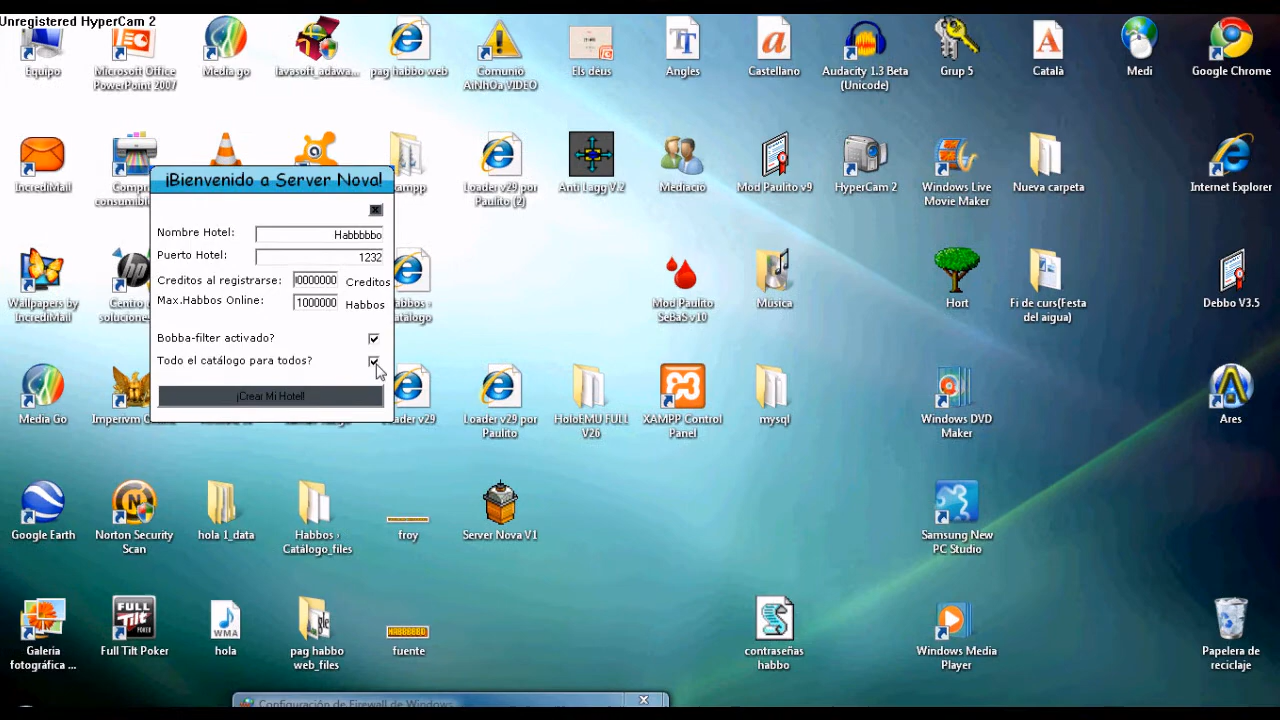 Unregistered HyperCam 2
Equipo
Microsoft Office
PowerPoint 2007
Media go
lavasoft_adawa...
pag habbo web
Comunio
AiNhOa VIDEO
Els deus
Angles
Castellano
Audacity 1.3 Beta
(Unicode)
Grup 5
Català
Medi
Google Chrome
IncrediMail
Loader v29 por
Paulito (2)
Anti Lagg V.2
Mediació
Mod Paulito v9
HyperCam 2
Windows Live
Movie Maker
Nueva carpeta
Internet Explorer
¡Bienvenido a Server Nova!
Nombre Hotel:
Habbbbbo
Puerto Hotel:
1232
Creditos al registrarse:
Creditos
Max.Habbos Online:
1000000
Habbos
Bobba-filter activado?
Todo el catálogo para todos?
¡Crear Mi Hotel!
Wallpapers by
IncrediMail
Mod Paulito
SeBaS v10
Música
Hort
Fi de curs(Festa
del aigua)
Debbo V3.5
Media Go
Loader v29 por
Paulito
HoloEMU FULL
V26
XAMPP Control
Panel
mysql
Windows DVD
Maker
Ares
Google Earth
Norton Security
Scan
hola 1_data
Habbos ›
Catálogo_files
froy
Server Nova V1
Samsung New
PC Studio
Galeria
fotográfica ...
FULL
TILT
POKER
Full Tilt Poker
WMA
hola
pag habbo
web_files
HABBBBBO
fuente
contraseñas
habbo
Windows Media
Player
Papelera de
reciclaje
Configuración de Firewall de Windows